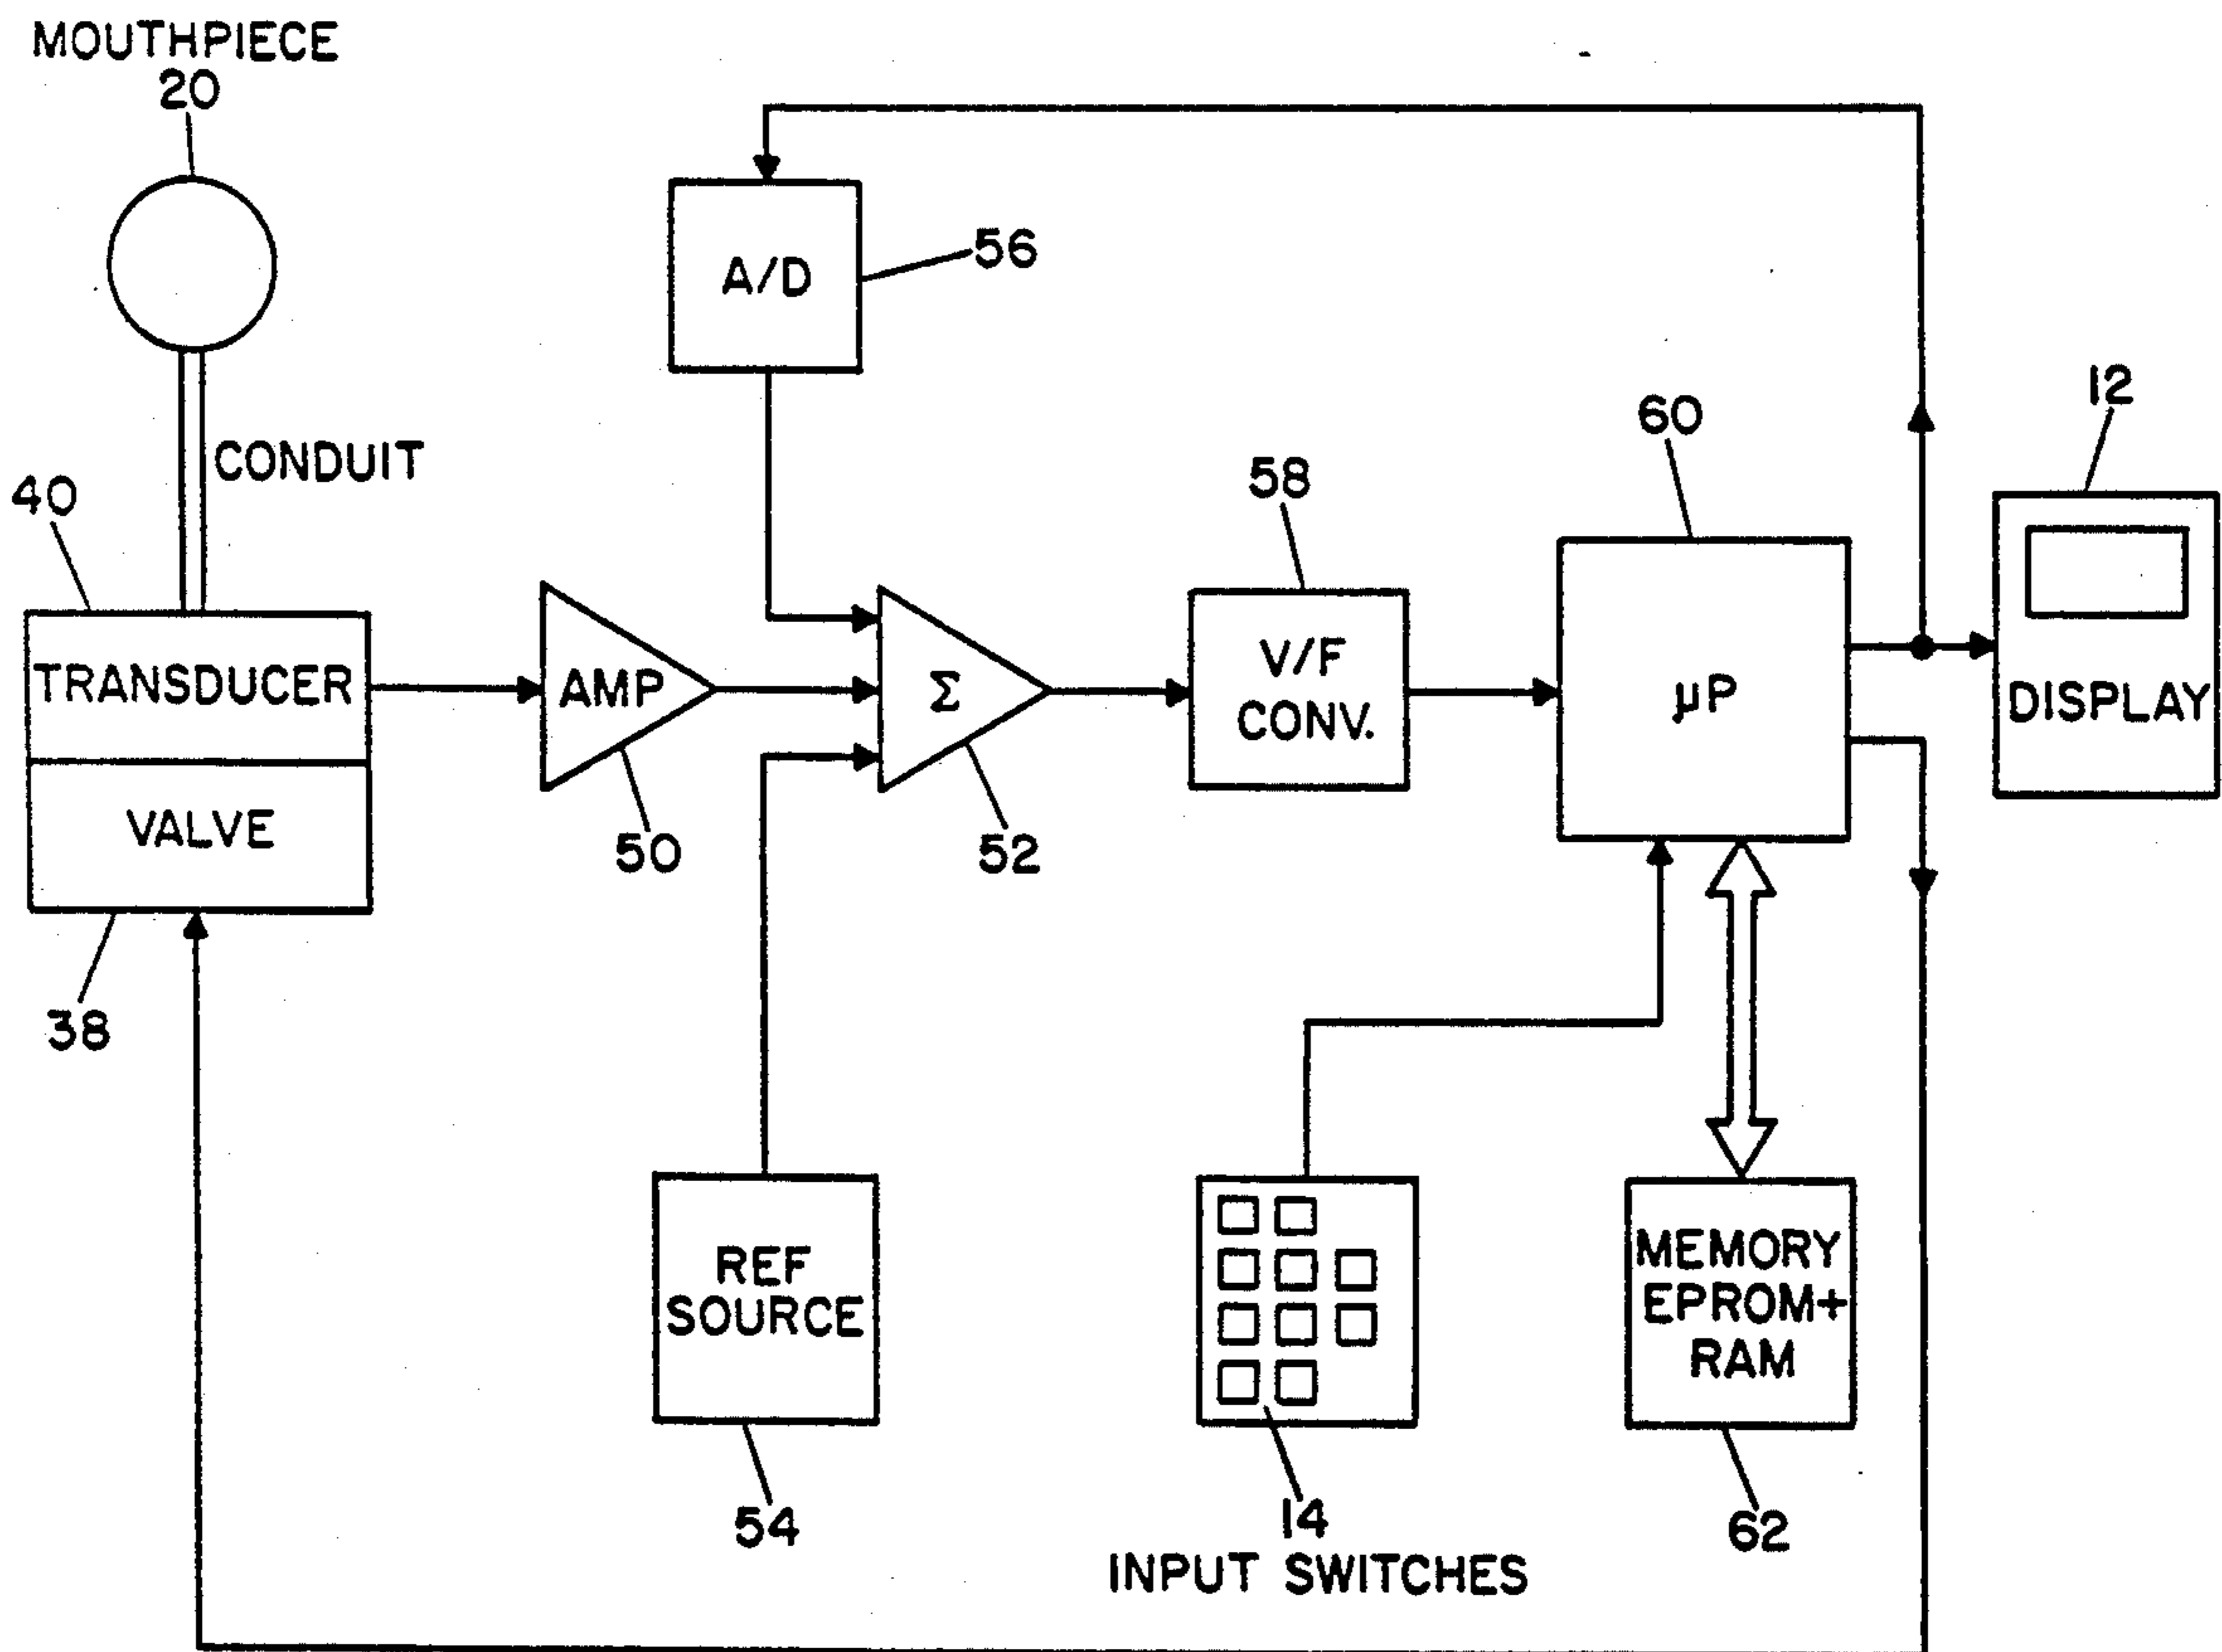 MOUTHPIECE
20
A/D
56
12
60
CONDUIT
58
40
TRANSDUCER
AMP
Σ
V/F
CONV.
μP
DISPLAY
VALVE
50
52
38
REF
SOURCE
MEMORY
EPROM+
RAM
54
14
INPUT SWITCHES
62